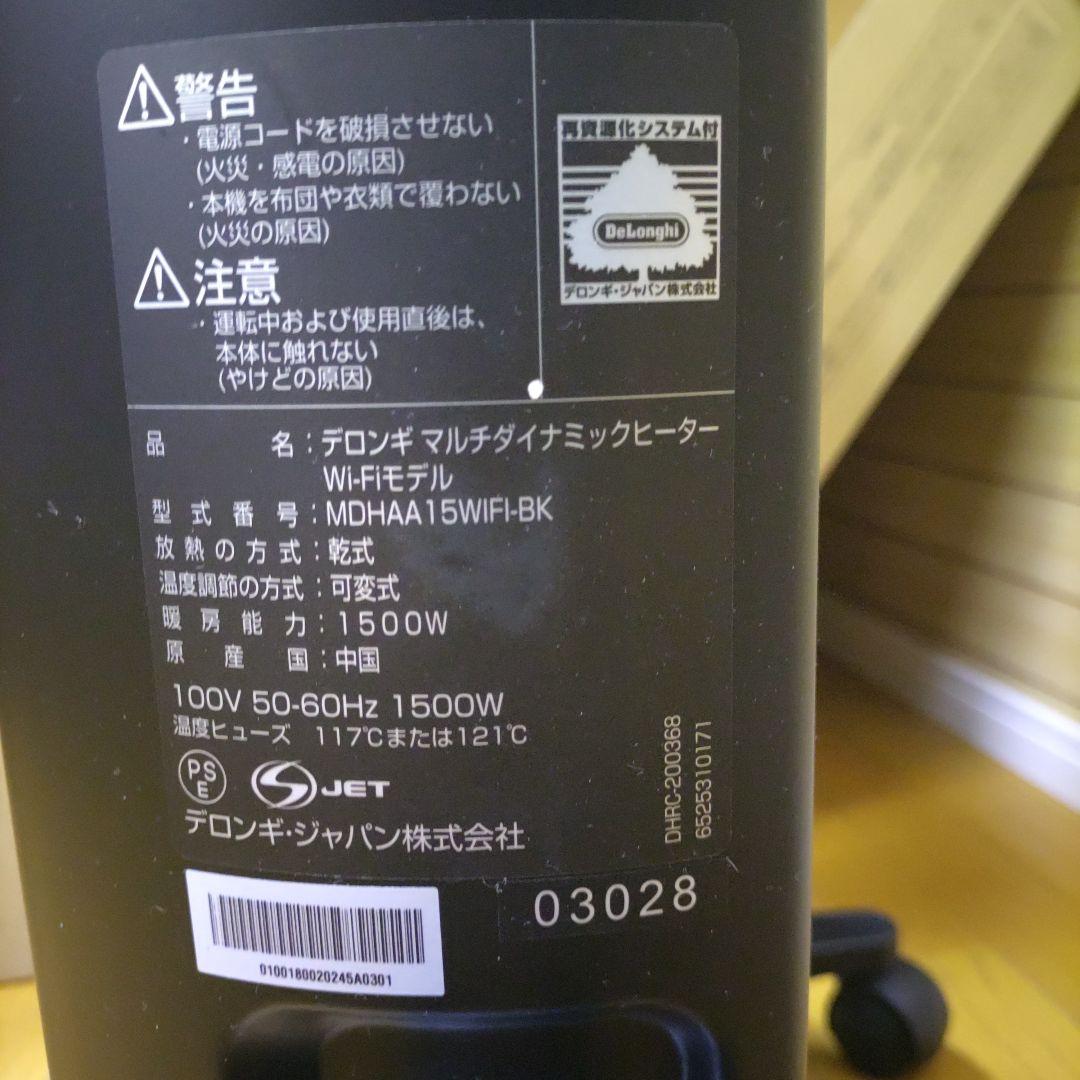 警告
・電源コードを破損させない
(火災・感電の原因)
・本機を布団や衣類で覆わない
(火災の原因)
注意
・運転中および使用直後は、
本体に触れない
(やけどの原因)
再資源化システム付
DeLonghi
デロンギ・ジャパン株式会社
品名：デロンギ マルチダイナミックヒーター
Wi-Fiモデル
型式番号：MDHAA15WIFI-BK
放熱の方式：乾式
温度調節の方式：可変式
暖房能力：1500W
原産国：中国
100V 50-60Hz 1500W
温度ヒューズ 117℃または121℃
PSE
JET
デロンギ・ジャパン株式会社
DHRC-200368
6525310171
03028
0100180020245A0301